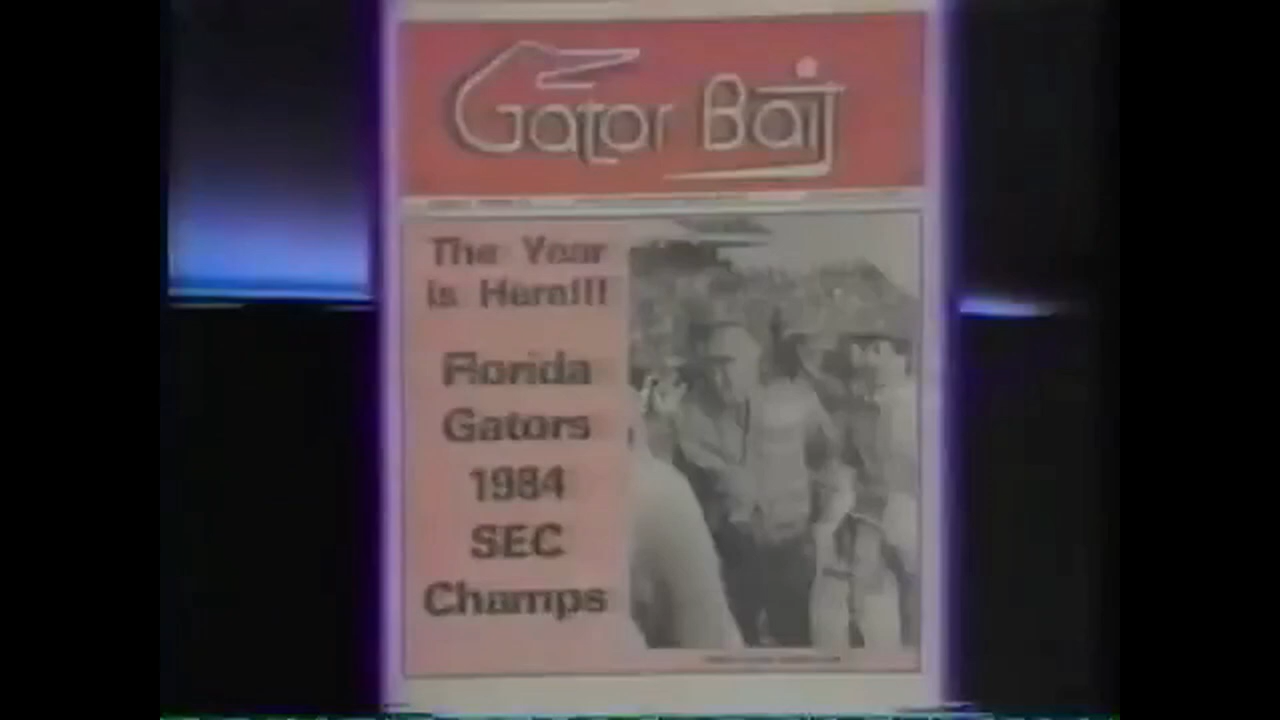 Gator Bait
The Year
is Here!!!
Florida
Gators
1984
SEC
Champs